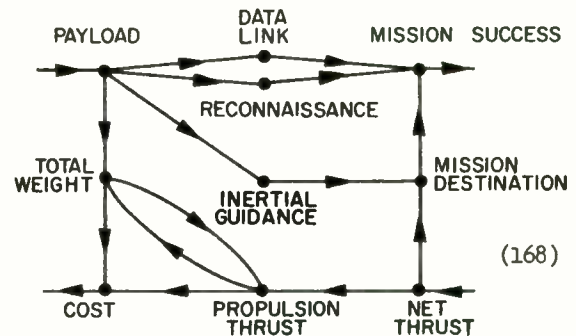 PAYLOAD
DATA
LINK
MISSION SUCCESS
RECONNAISSANCE
TOTAL
WEIGHT
INERTIAL
GUIDANCE
MISSION
DESTINATION
(168)
COST
PROPULSION
THRUST
NET
THRUST